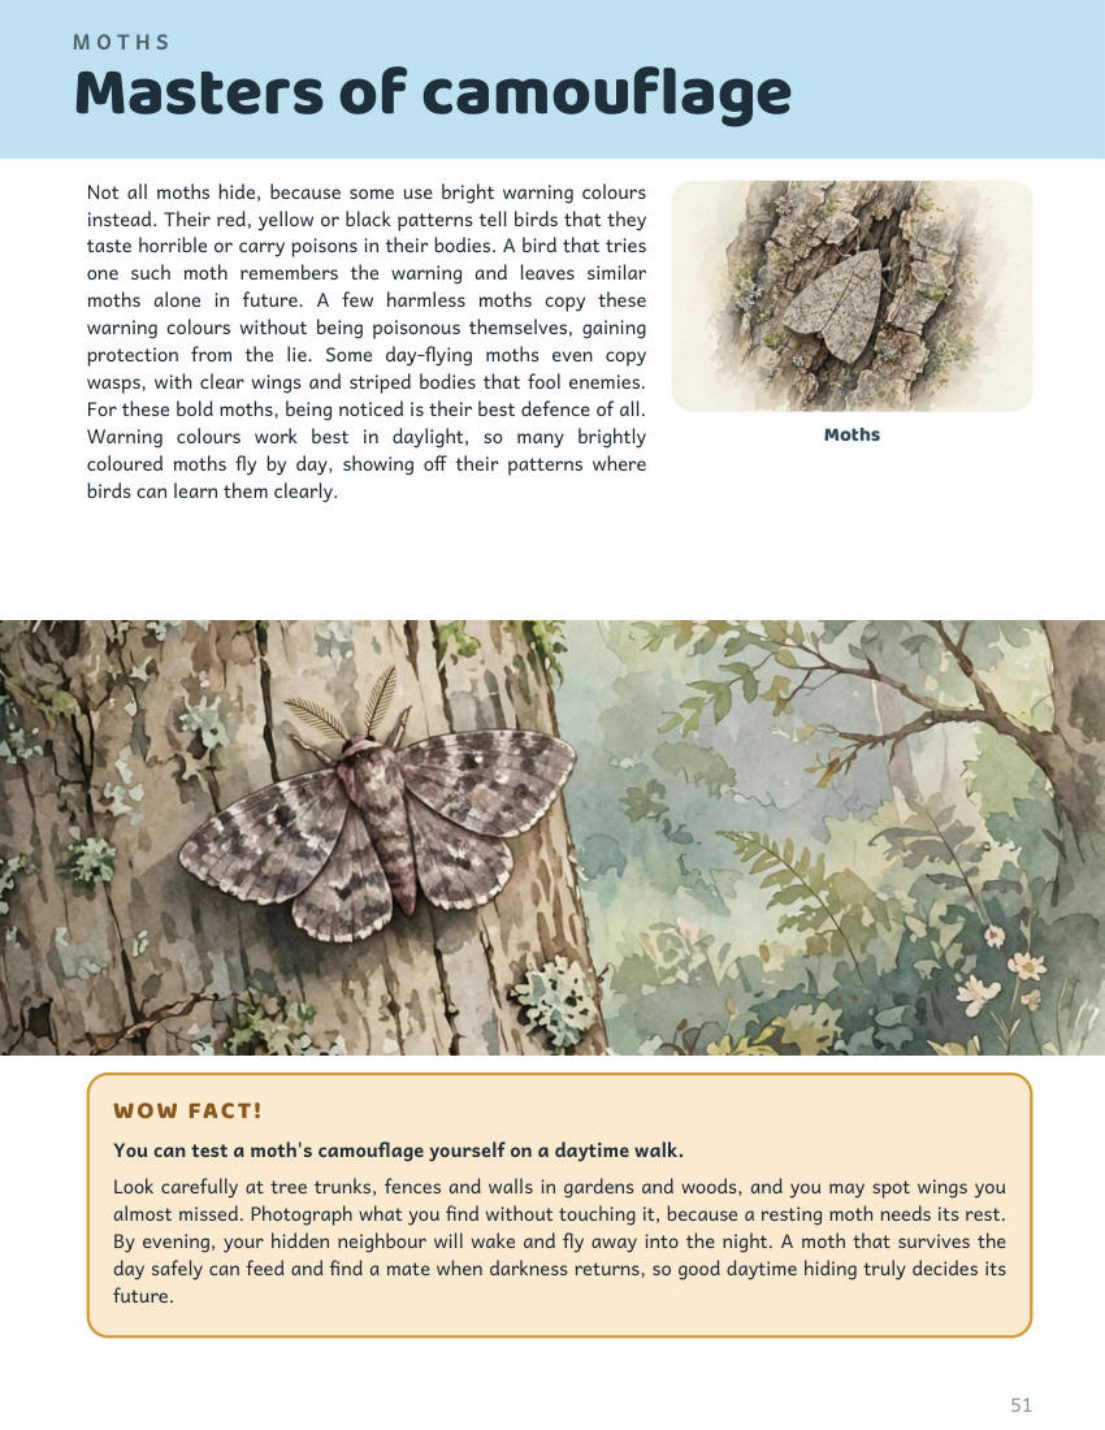 MOTHS
Masters of camouflage
Not all moths hide, because some use bright warning colours
instead. Their red, yellow or black patterns tell birds that they
taste horrible or carry poisons in their bodies. A bird that tries
one such moth remembers the warning and leaves similar
moths alone in future. A few harmless moths copy these
warning colours without being poisonous themselves, gaining
protection from the lie. Some day-flying moths even copy
wasps, with clear wings and striped bodies that fool enemies.
For these bold moths, being noticed is their best defence of all.
Warning colours work best in daylight, so many brightly
coloured moths fly by day, showing off their patterns where
birds can learn them clearly.
Moths
WOW FACT!
You can test a moth's camouflage yourself on a daytime walk.
Look carefully at tree trunks, fences and walls in gardens and woods, and you may spot wings you
almost missed. Photograph what you find without touching it, because a resting moth needs its rest.
By evening, your hidden neighbour will wake and fly away into the night. A moth that survives the
day safely can feed and find a mate when darkness returns, so good daytime hiding truly decides its
future.
51